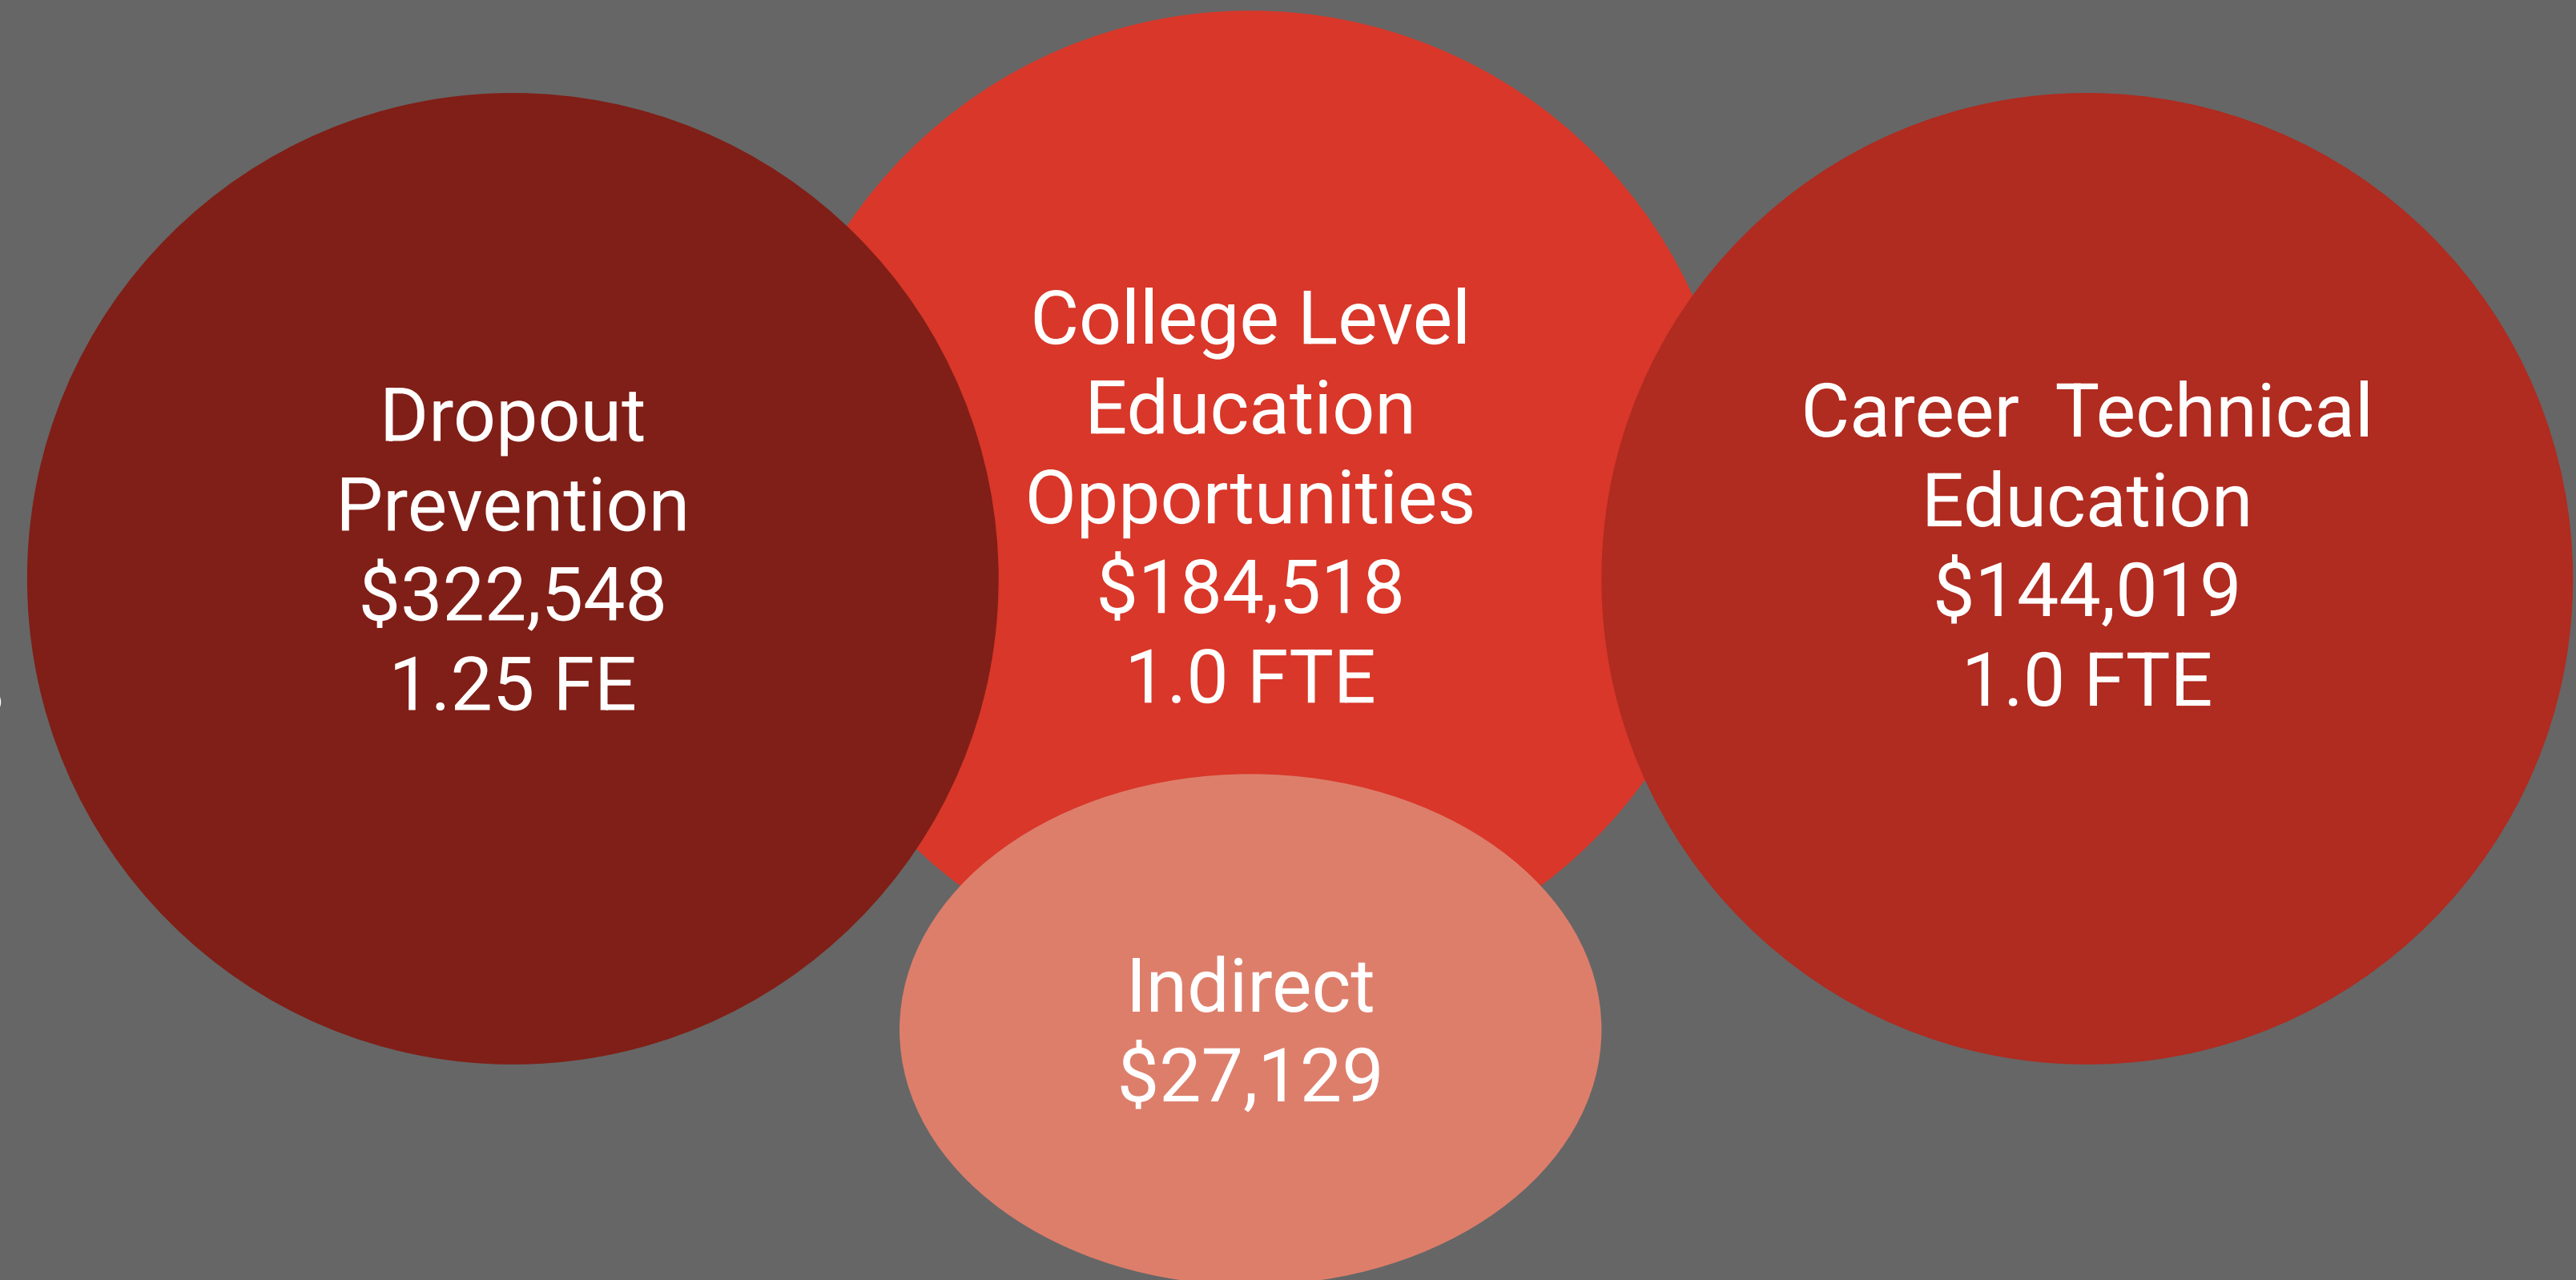 Dropout
Prevention
$322,548
1.25 FE
College Level
Education
Opportunities
$184,518
1.0 FTE
Career  Technical
Education
$144,019
1.0 FTE
Indirect
$27,129